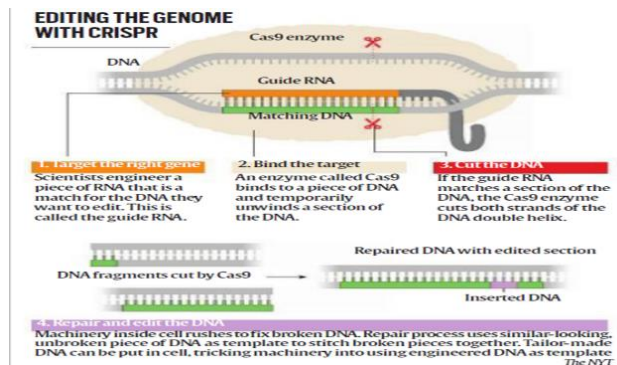 EDITING THE GENOME
WITH CRISPR
Cas9 enzyme
DNA
Guide RNA
Matching DNA
1. Target the right gene
Scientists engineer a
piece of RNA that is a
match for the DNA they
want to edit. This is
called the guide RNA.
2. Bind the target
An enzyme called Cas9
binds to a piece of DNA
and temporarily
unwinds a section of
the DNA.
3. Cut the DNA
If the guide RNA
matches a section of the
DNA, the Cas9 enzyme
cuts both strands of the
DNA double helix.
DNA fragments cut by Cas9
Repaired DNA with edited section
Inserted DNA
4. Repair and edit the DNA
Machinery inside cell rushes to fix broken DNA. Repair process uses similar-looking,
unbroken piece of DNA as template to stitch broken pieces together. Tailor-made
DNA can be put in cell, tricking machinery into using engineered DNA as template
The NYT